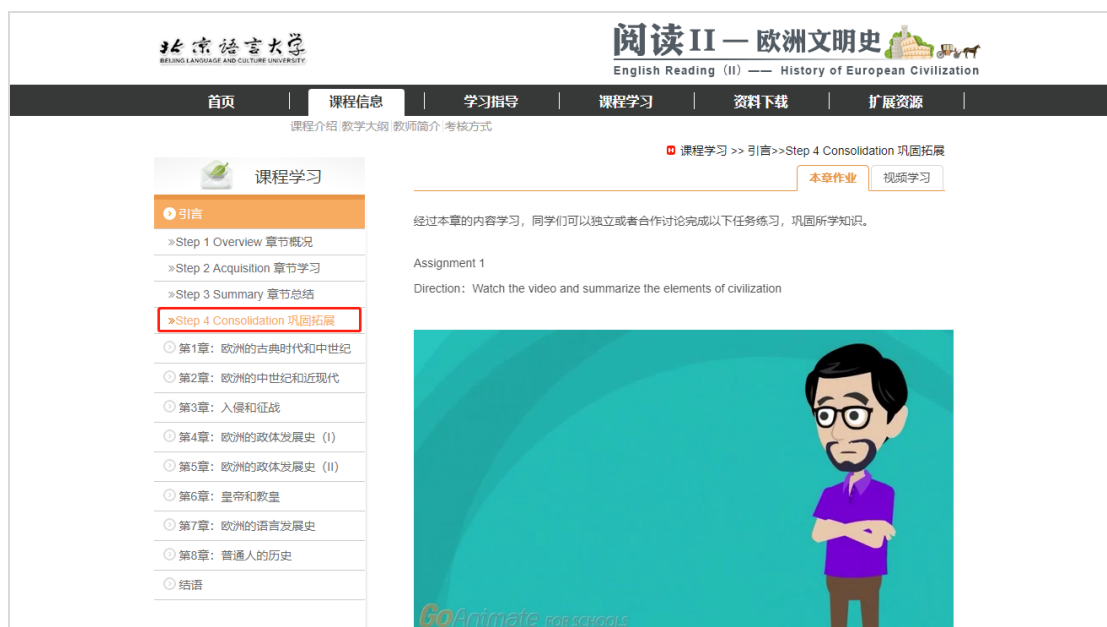 北京语言大学
BEIJING LANGUAGE AND CULTURE UNIVERSITY
阅读II — 欧洲文明史
English Reading (II) —— History of European Civilization
首页 课程信息 学习指导 课程学习 资料下载 扩展资源
课程介绍|教学大纲|教师简介|考核方式
课程学习 >> 引言>>Step 4 Consolidation 巩固拓展
课程学习
本章作业 视频学习
引言
»Step 1 Overview 章节概况
»Step 2 Acquisition 章节学习
»Step 3 Summary 章节总结
»Step 4 Consolidation 巩固拓展
第1章：欧洲的古典时代和中世纪
第2章：欧洲的中世纪和近现代
第3章：入侵和征战
第4章：欧洲的政体发展史（I）
第5章：欧洲的政体发展史（II）
第6章：皇帝和教皇
第7章：欧洲的语言发展史
第8章：普通人的历史
结语
经过本章的内容学习，同学们可以独立或者合作讨论完成以下任务练习，巩固所学知识。
Assignment 1
Direction：Watch the video and summarize the elements of civilization
GoAnimate FOR SCHOOLS